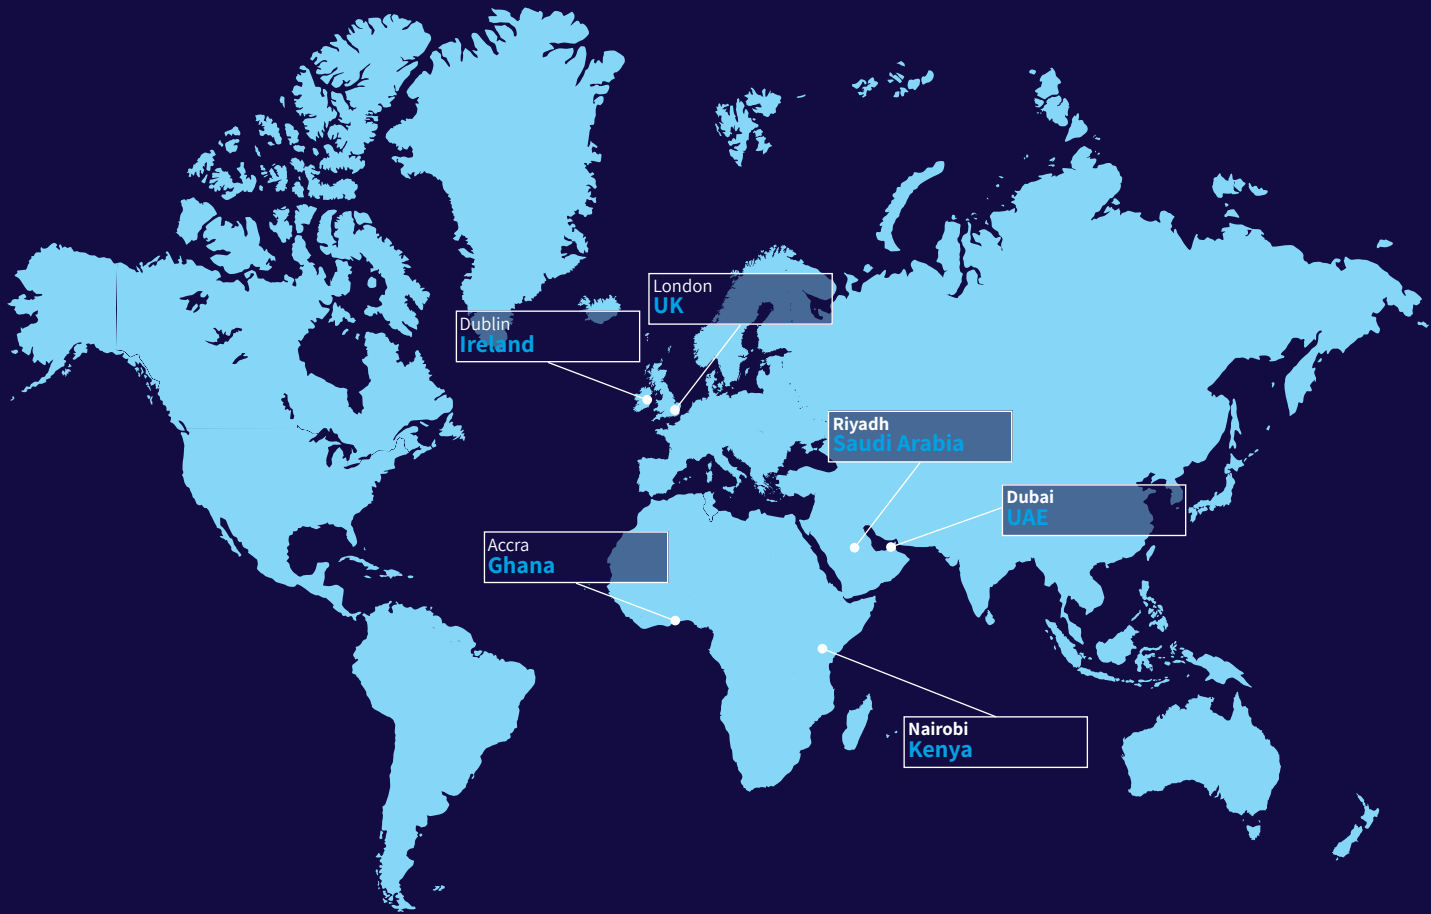 London
UK
Dublin
Ireland
Riyadh
Saudi Arabia
Dubai
UAE
Accra
Ghana
Nairobi
Kenya